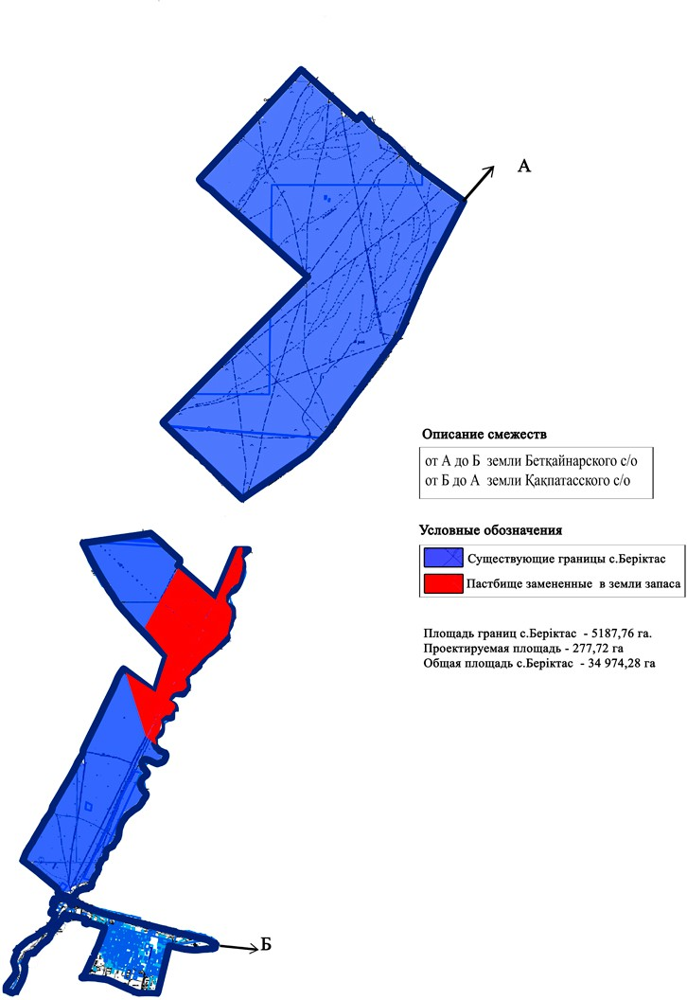 А
Описание смежеств
от А до Б земли Бетқайнарского с/о
от Б до А земли Қақпатасского с/о
Условные обозначения
Существующие границы с.Беріктас
Пастбище замененные в земли запаса
Площадь границ с.Беріктас - 5187,76 га.
Проектируемая площадь - 277,72 га
Общая площадь с.Беріктас - 34 974,28 га
Б